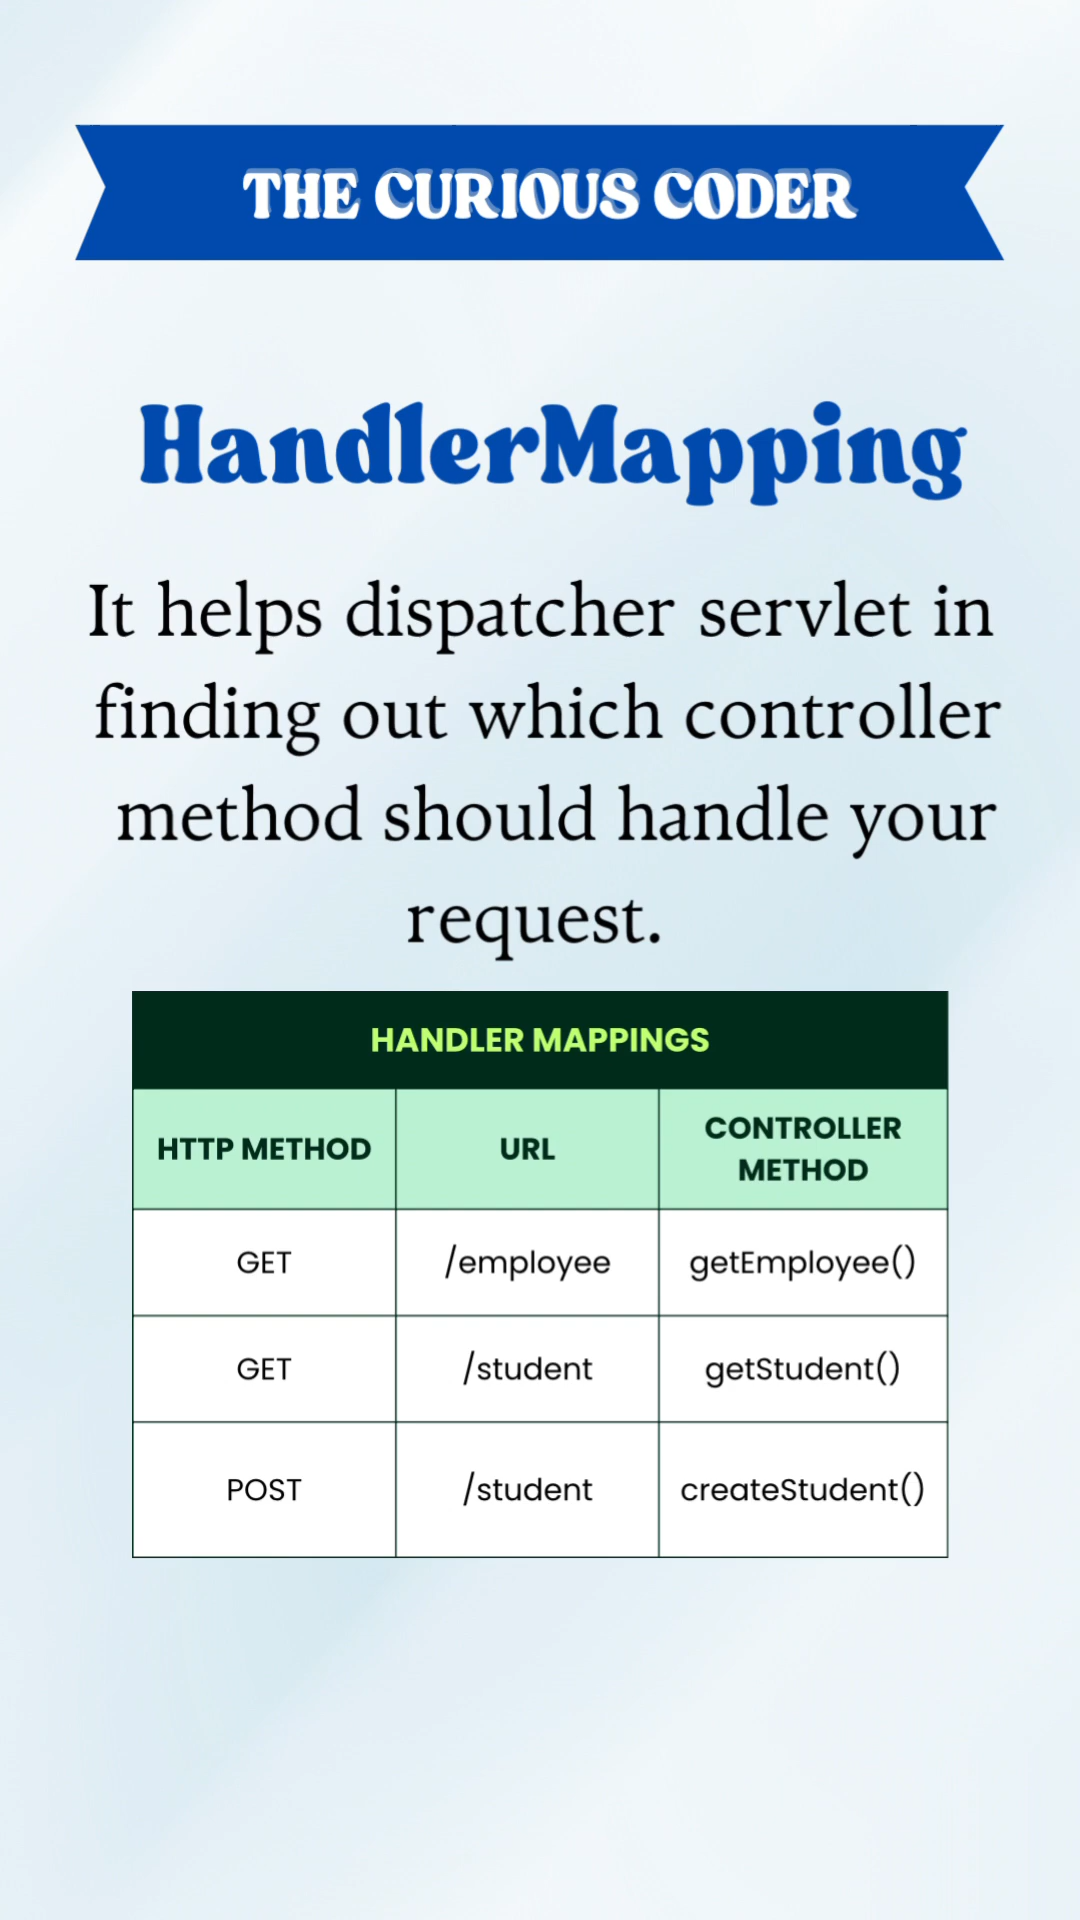 THE CURIOUS CODER
HandlerMapping
It helps dispatcher servlet in
finding out which controller
method should handle your
request.
HANDLER MAPPINGS
HTTP METHOD URL CONTROLLER METHOD
GET /employee getEmployee()
GET /student getStudent()
POST /student createStudent()